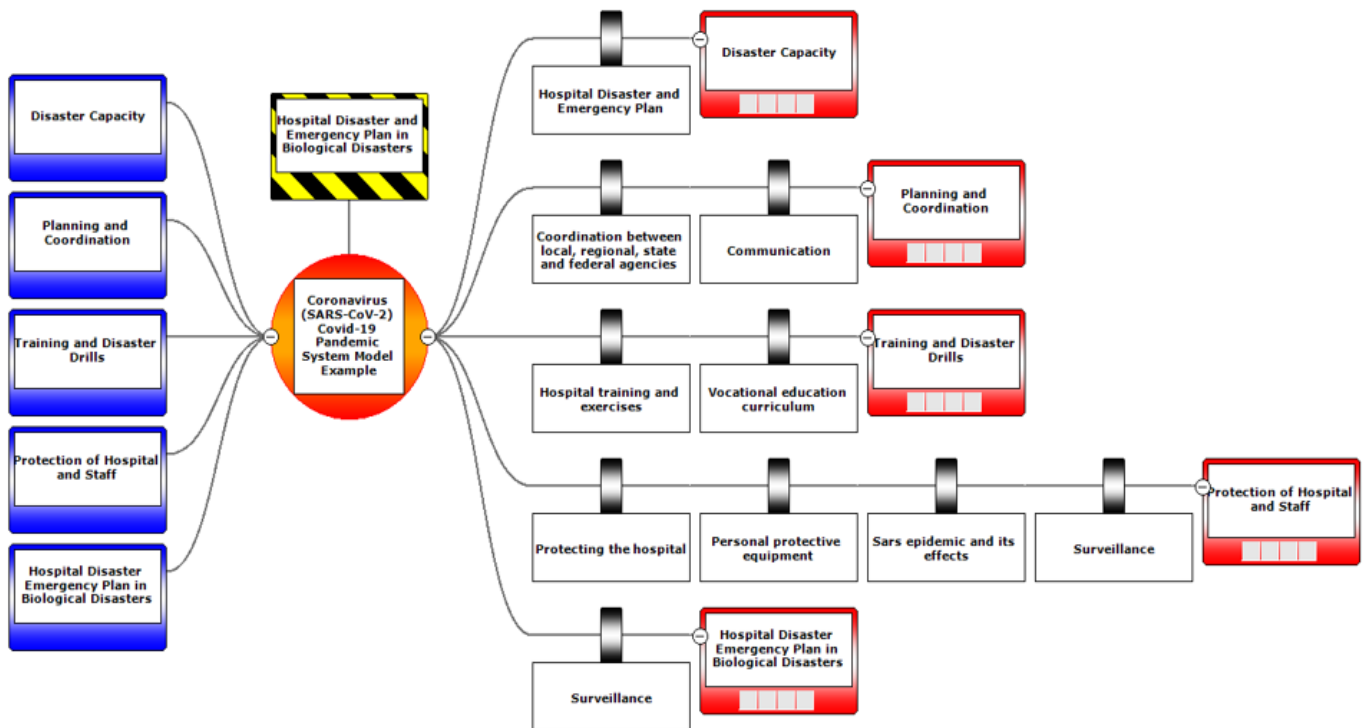 Disaster Capacity
Planning and
Coordination
Training and Disaster
Drills
Protection of Hospital
and Staff
Hospital Disaster
Emergency Plan in
Biological Disasters
Hospital Disaster and
Emergency Plan in
Biological Disasters
Coronavirus
(SARS-CoV-2)
Covid-19
Pandemic
System Model
Example
Hospital Disaster and
Emergency Plan
Disaster Capacity
Coordination between
local, regional, state
and federal agencies
Communication
Planning and
Coordination
Hospital training and
exercises
Vocational education
curriculum
Training and Disaster
Drills
Protecting the hospital
Personal protective
equipment
Sars epidemic and its
effects
Surveillance
Protection of Hospital
and Staff
Surveillance
Hospital Disaster
Emergency Plan in
Biological Disasters